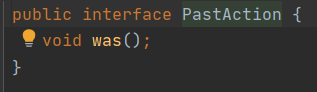 public interface PastAction {
    void was();
}